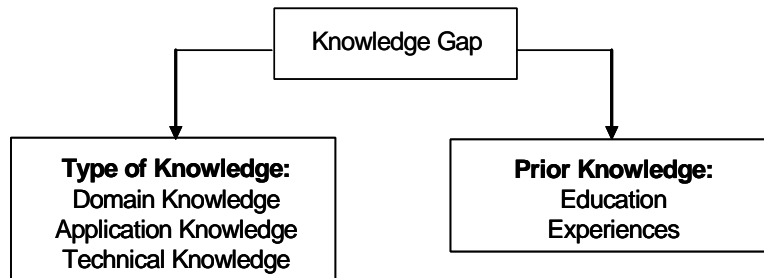 Knowledge Gap
Type of Knowledge:
Domain Knowledge
Application Knowledge
Technical Knowledge
Prior Knowledge:
Education
Experiences